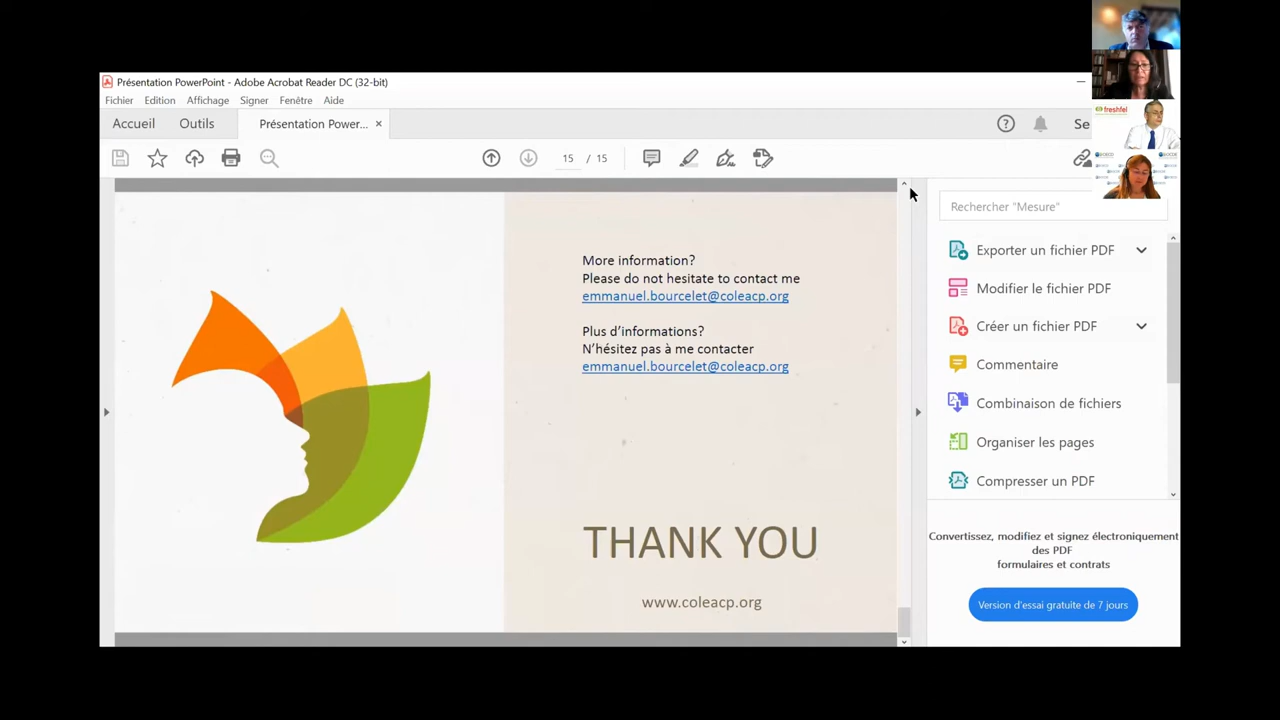 Présentation PowerPoint - Adobe Acrobat Reader DC (32-bit)
Fichier Edition Affichage Signer Fenêtre Aide
Accueil Outils Présentation Power... ×
Se
15 / 15
freshfel
Rechercher "Mesure"
More information?
Please do not hesitate to contact me
emmanuel.bourcelet@coleacp.org
Plus d'informations?
N'hésitez pas à me contacter
emmanuel.bourcelet@coleacp.org
THANK YOU
www.coleacp.org
Exporter un fichier PDF
Modifier le fichier PDF
Créer un fichier PDF
Commentaire
Combinaison de fichiers
Organiser les pages
Compresser un PDF
Convertissez, modifiez et signez électroniquement
des PDF
formulaires et contrats
Version d'essai gratuite de 7 jours